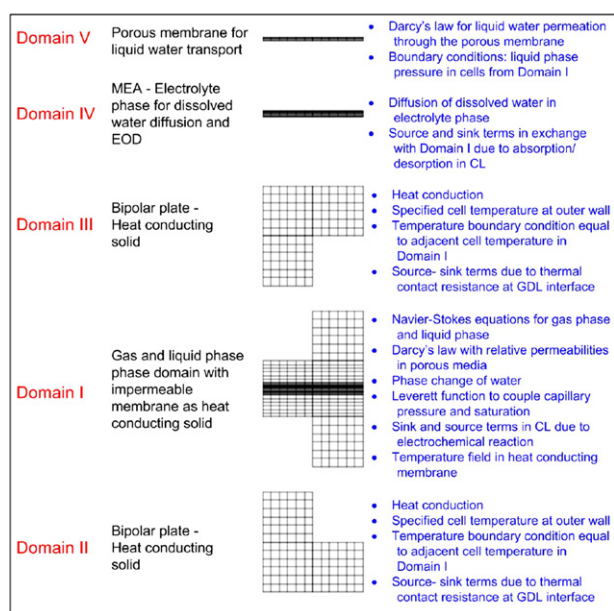 Domain V
Porous membrane for
liquid water transport
• Darcy's law for liquid water permeation
through the porous membrane
• Boundary conditions: liquid phase
pressure in cells from Domain I
Domain IV
MEA - Electrolyte
phase for dissolved
water diffusion and
EOD
• Diffusion of dissolved water in
electrolyte phase
• Source and sink terms in exchange
with Domain I due to absorption/
desorption in CL
Domain III
Bipolar plate -
Heat conducting
solid
• Heat conduction
• Specified cell temperature at outer wall
• Temperature boundary condition equal
to adjacent cell temperature in
Domain I
• Source- sink terms due to thermal
contact resistance at GDL interface
Domain I
Gas and liquid phase
phase domain with
impermeable
membrane as heat
conducting solid
• Navier-Stokes equations for gas phase
and liquid phase
• Darcy's law with relative permeabilities
in porous media
• Phase change of water
• Leverett function to couple capillary
pressure and saturation
• Sink and source terms in CL due to
electrochemical reaction
• Temperature field in heat conducting
membrane
Domain II
Bipolar plate -
Heat conducting
solid
• Heat conduction
• Specified cell temperature at outer wall
• Temperature boundary condition equal
to adjacent cell temperature in
Domain I
• Source- sink terms due to thermal
contact resistance at GDL interface